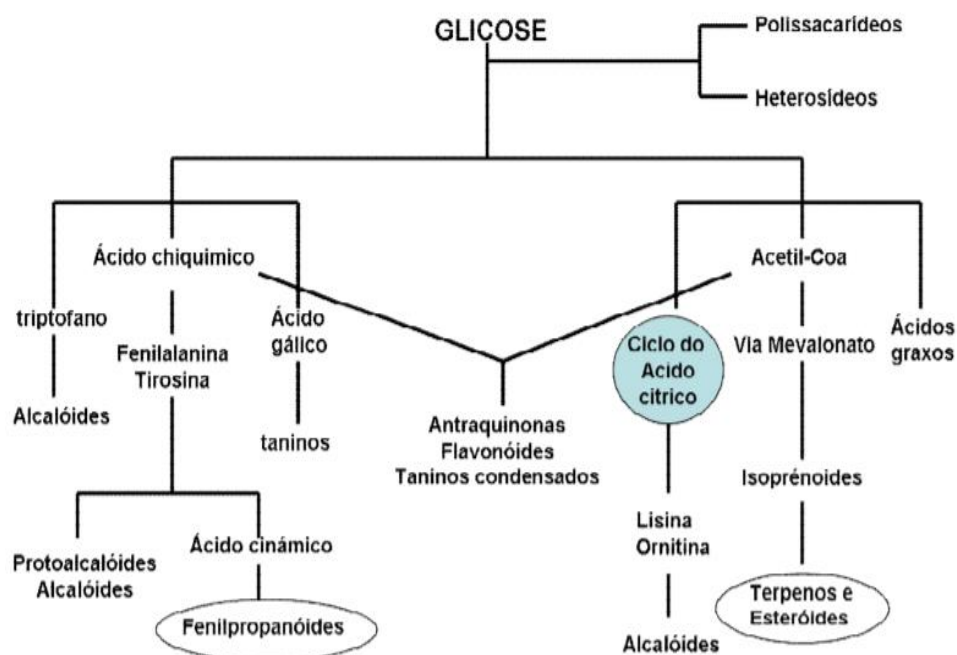 GLICOSE
Polissacarídeos
Heterosídeos
Ácido chiquimico
Acetil-Coa
triptofano
Fenilalanina
Tirosina
Ácido
gálico
Ciclo do
Acido
citrico
Via Mevalonato
Ácidos
graxos
Alcalóides
taninos
Antraquinonas
Flavonóides
Taninos condensados
Isoprénoides
Lisina
Ornitina
Protoalcalóides
Alcalóides
Ácido cinámico
Fenilpropanóides
Alcalóides
Terpenos e
Esteróides